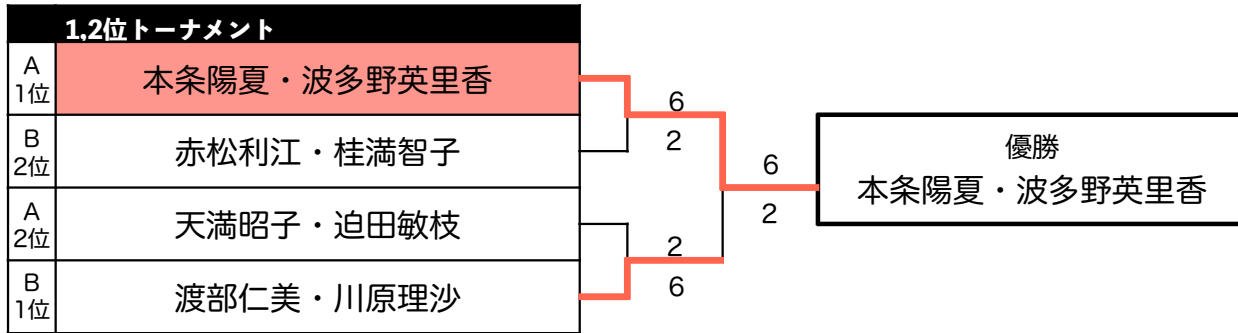 1,2位トーナメント
A
1位
本条陽夏・波多野英里香
B
2位
赤松利江・桂満智子
A
2位
天満昭子・迫田敏枝
B
1位
渡部仁美・川原理沙
6
2
2
6
6
2
優勝
本条陽夏・波多野英里香